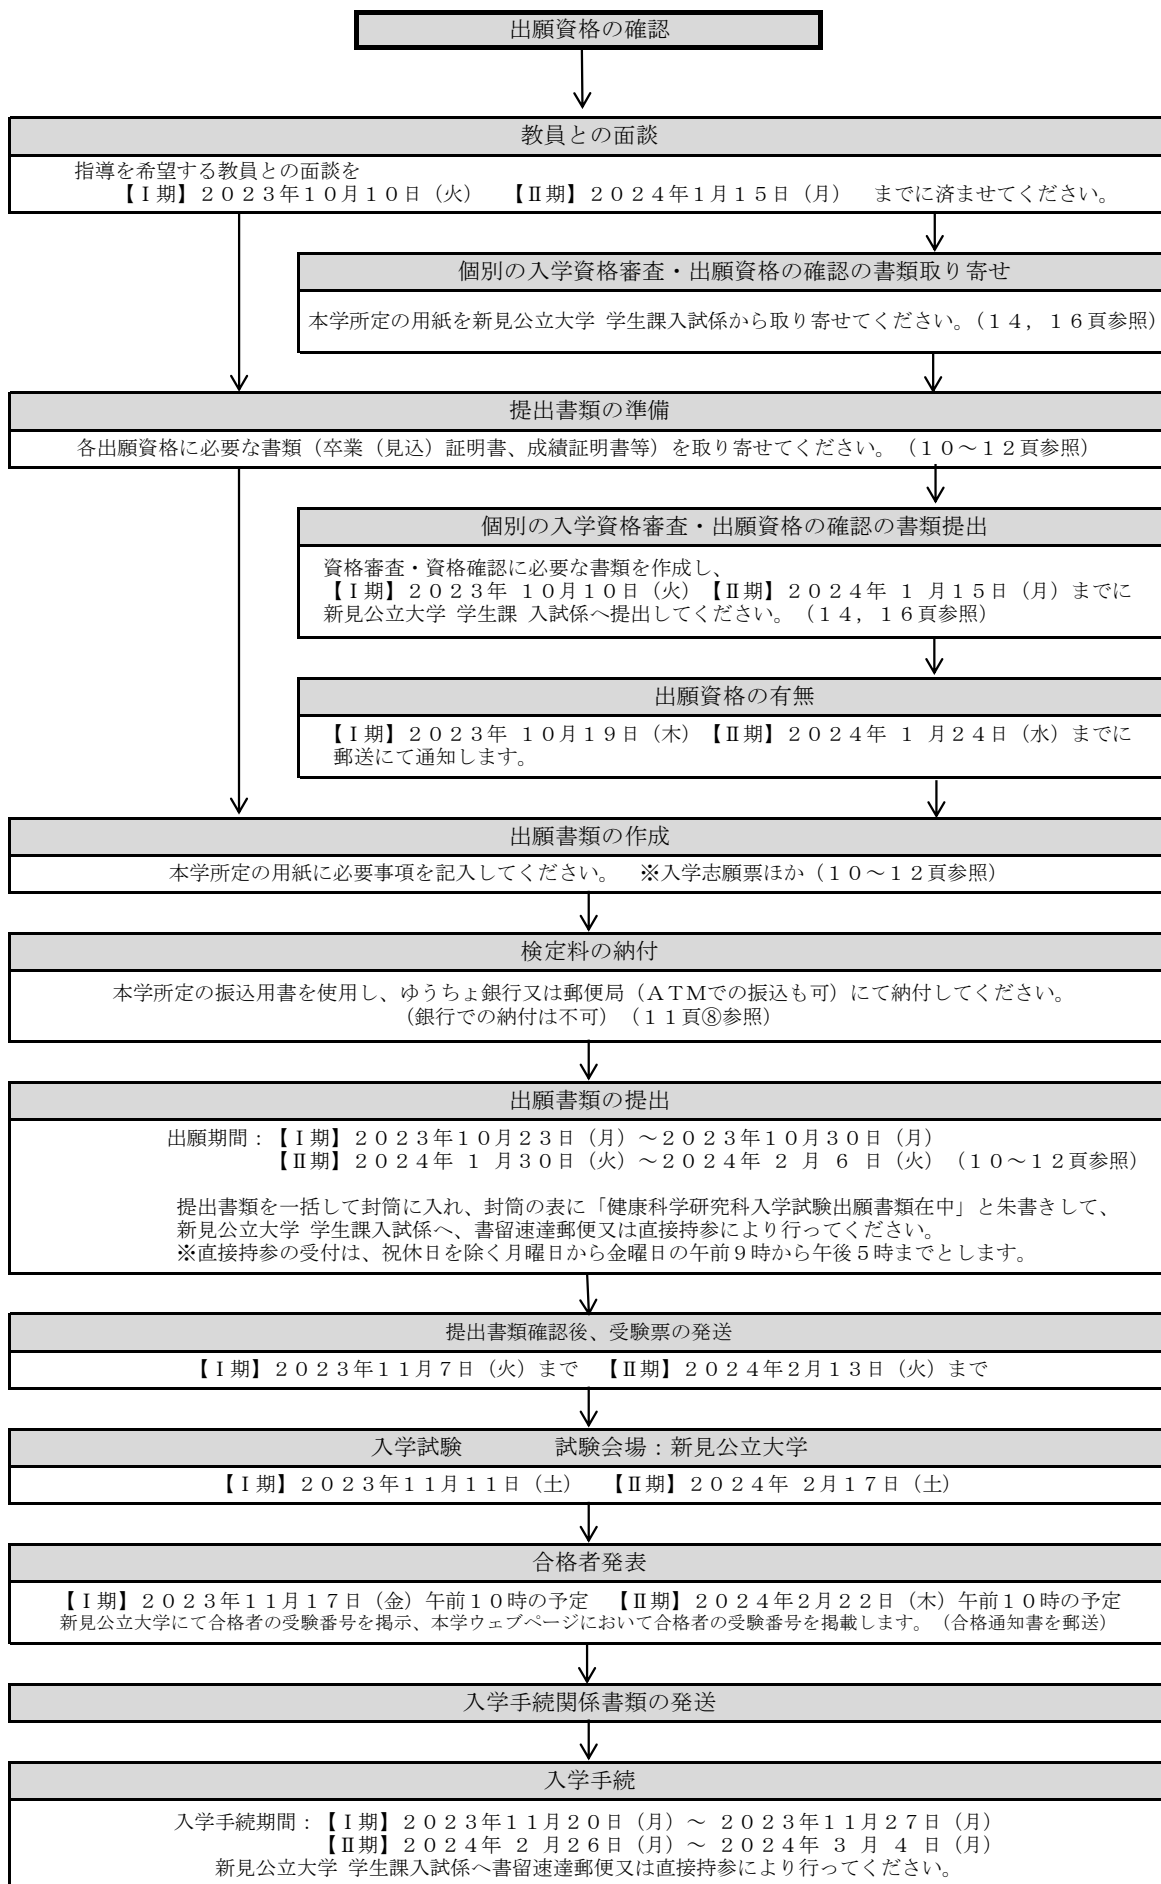 出願資格の確認
教員との面談
指導を希望する教員との面談を
【Ⅰ期】２０２３年１０月１０日（火）　【Ⅱ期】２０２４年１月１５日（月）　までに済ませてください。
個別の入学資格審査・出願資格の確認の書類取り寄せ
本学所定の用紙を新見公立大学 学生課入試係から取り寄せてください。（１４，１６頁参照）
提出書類の準備
各出願資格に必要な書類（卒業（見込）証明書、成績証明書等）を取り寄せてください。（１０～１２頁参照）
個別の入学資格審査・出願資格の確認の書類提出
資格審査・資格確認に必要な書類を作成し、
【Ⅰ期】２０２３年 １０月１０日（火）【Ⅱ期】２０２４年 １ 月１５日（月）までに
新見公立大学 学生課 入試係へ提出してください。（１４，１６頁参照）
出願資格の有無
【Ⅰ期】２０２３年 １０月１９日（木）【Ⅱ期】２０２４年 １ 月２４日（水）までに
郵送にて通知します。
出願書類の作成
本学所定の用紙に必要事項を記入してください。　※入学志願票ほか（１０～１２頁参照）
検定料の納付
本学所定の振込用書を使用し、ゆうちょ銀行又は郵便局（ＡＴＭでの振込も可）にて納付してください。
（銀行での納付は不可）（１１頁⑧参照）
出願書類の提出
出願期間：【Ⅰ期】２０２３年１０月２３日（月）～２０２３年１０月３０日（月）
【Ⅱ期】２０２４年 １ 月３０日（火）～２０２４年 ２ 月 ６ 日（火）（１０～１２頁参照）
提出書類を一括して封筒に入れ、封筒の表に「健康科学研究科入学試験出願書類在中」と朱書きして、
新見公立大学 学生課入試係へ、書留速達郵便又は直接持参により行ってください。
※直接持参の受付は、祝休日を除く月曜日から金曜日の午前９時から午後５時までとします。
提出書類確認後、受験票の発送
【Ⅰ期】２０２３年１１月７日（火）まで　【Ⅱ期】２０２４年２月１３日（火）まで
入学試験　　　　試験会場：新見公立大学
【Ⅰ期】２０２３年１１月１１日（土）　【Ⅱ期】２０２４年 ２月１７日（土）
合格者発表
【Ⅰ期】２０２３年１１月１７日（金）午前１０時の予定　【Ⅱ期】２０２４年２月２２日（木）午前１０時の予定
新見公立大学にて合格者の受験番号を掲示、本学ウェブページにおいて合格者の受験番号を掲載します。（合格通知書を郵送）
入学手続関係書類の発送
入学手続
入学手続期間：【Ⅰ期】２０２３年１１月２０日（月）～ ２０２３年１１月２７日（月）
【Ⅱ期】２０２４年 ２ 月２６日（月）～ ２０２４年 ３ 月 ４ 日（月）
新見公立大学 学生課入試係へ書留速達郵便又は直接持参により行ってください。